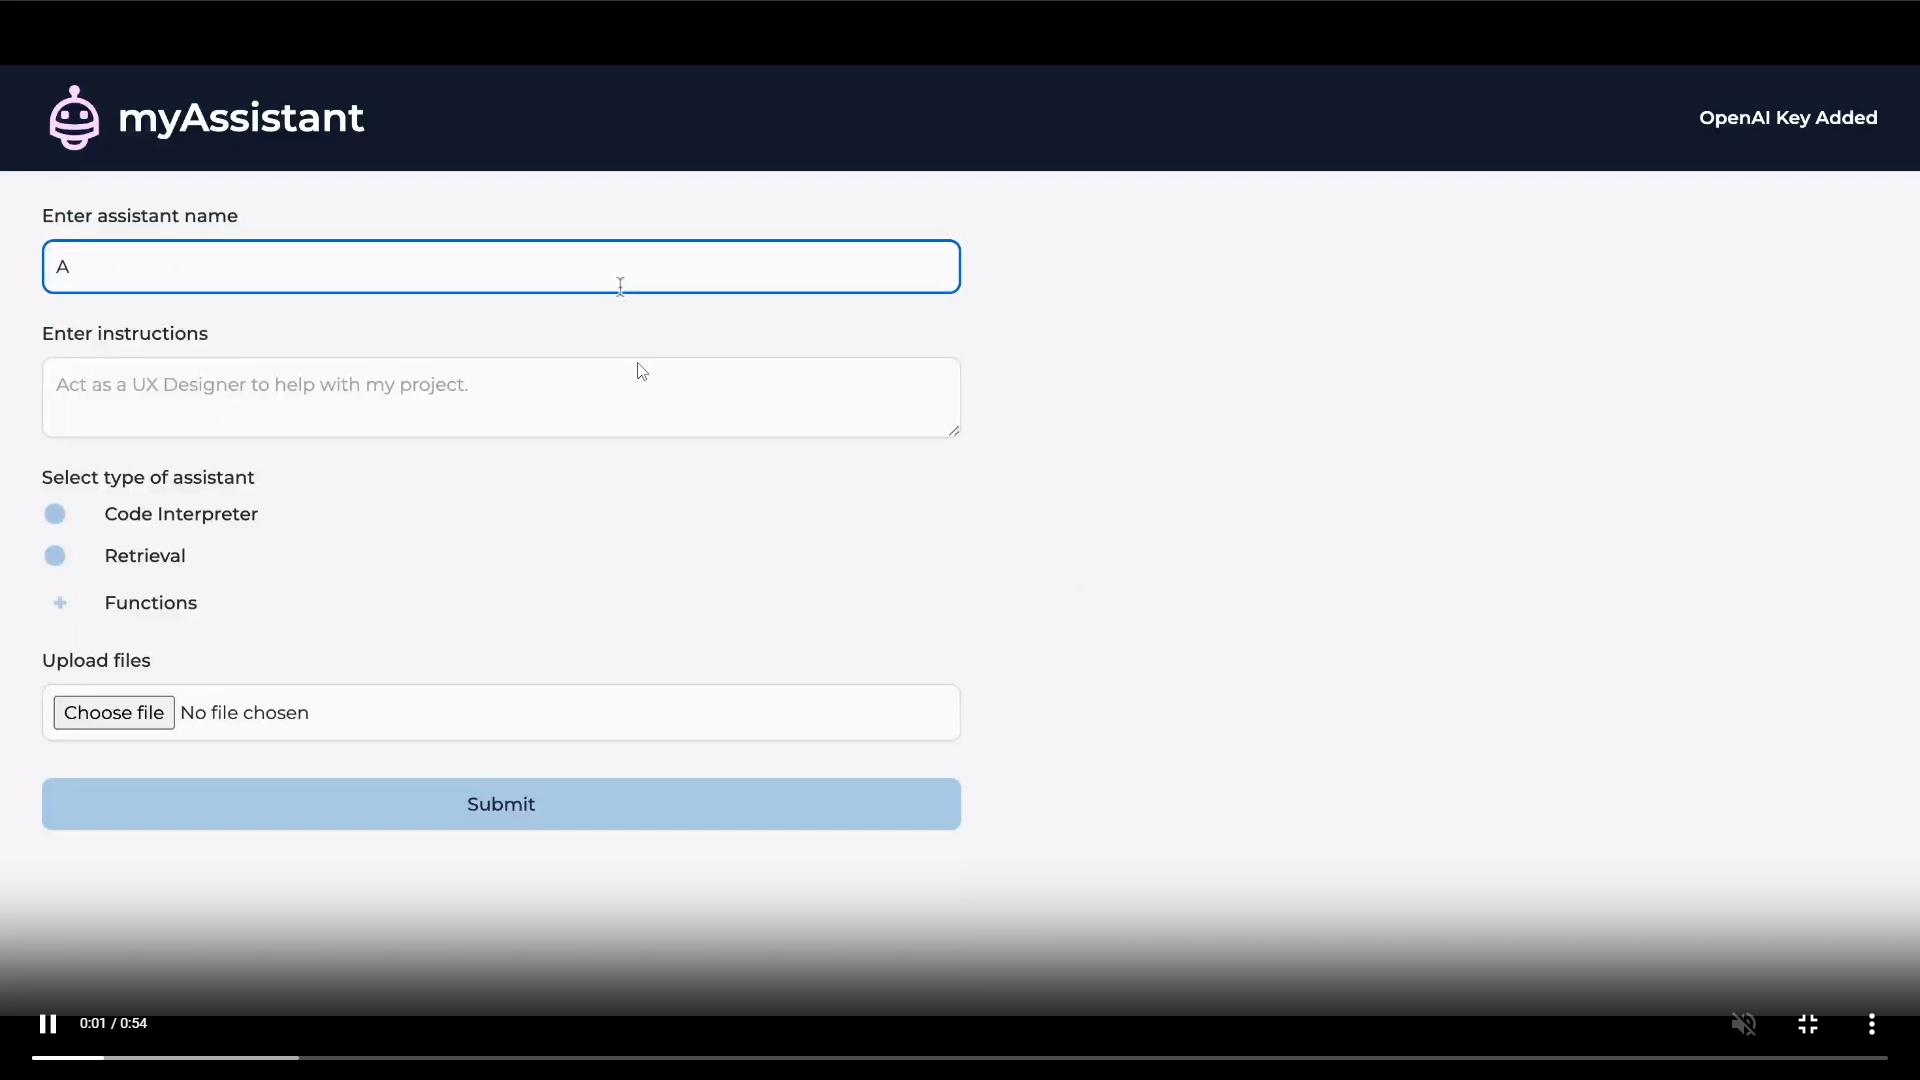 myAssistant
OpenAI Key Added
Enter assistant name
A
Enter instructions
Act as a UX Designer to help with my project.
Select type of assistant
Code Interpreter
Retrieval
+ Functions
Upload files
Choose file No file chosen
Submit
0:01 / 0:54